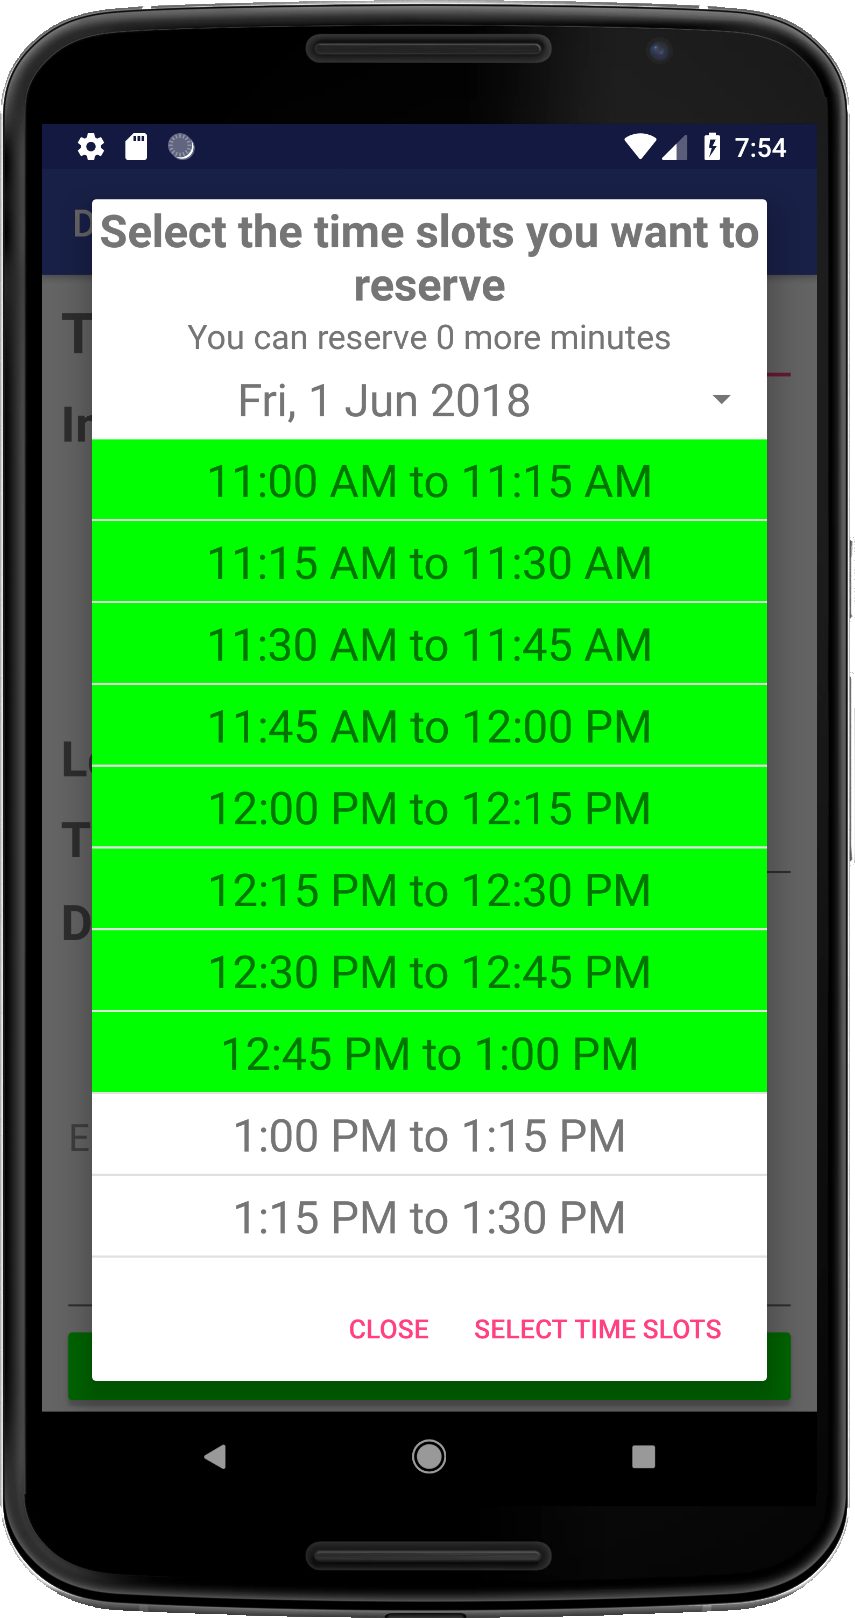 7:54
Select the time slots you want to
reserve
You can reserve 0 more minutes
Fri, 1 Jun 2018
11:00 AM to 11:15 AM
11:15 AM to 11:30 AM
11:30 AM to 11:45 AM
11:45 AM to 12:00 PM
12:00 PM to 12:15 PM
12:15 PM to 12:30 PM
12:30 PM to 12:45 PM
12:45 PM to 1:00 PM
1:00 PM to 1:15 PM
1:15 PM to 1:30 PM
CLOSE SELECT TIME SLOTS